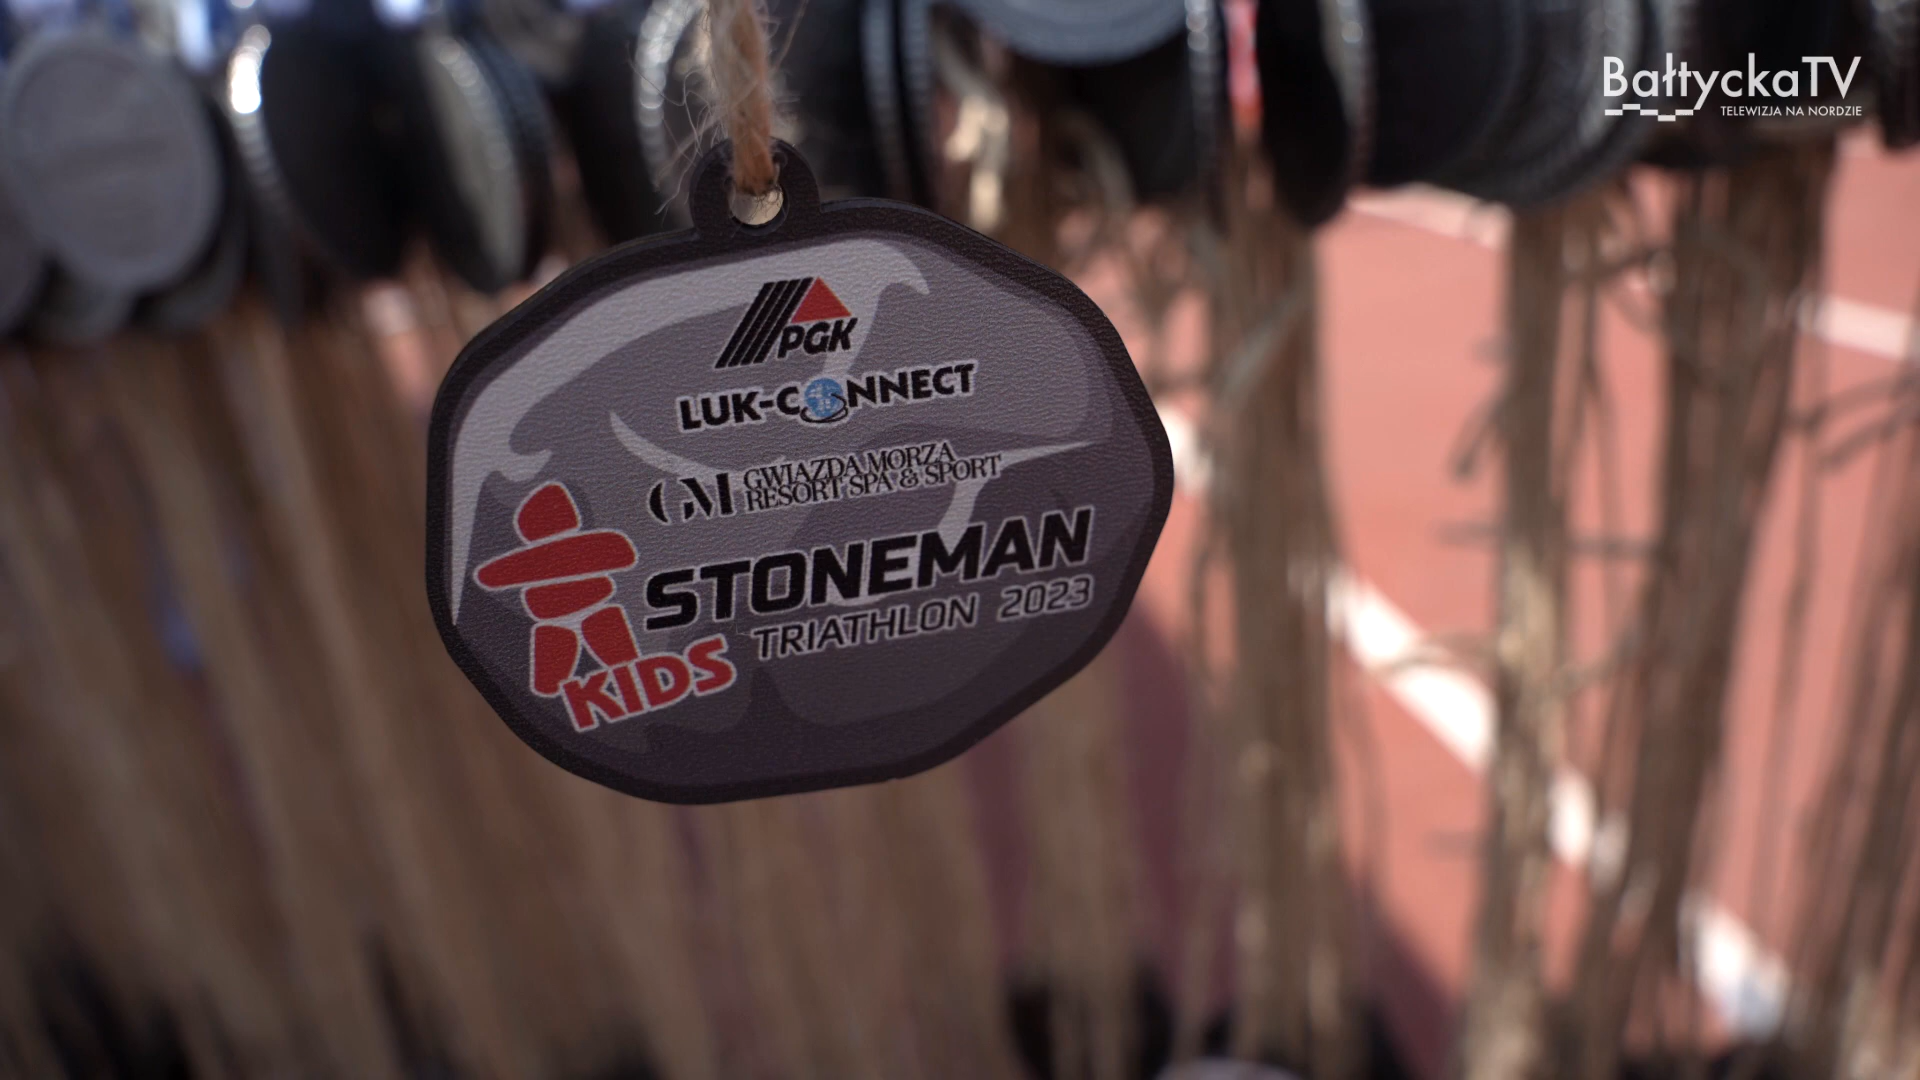 BałtyckaTV
TELEWIZJA NA NORDZIE
PGK
LUK-CONNECT
GM GWIAZDA MORZA
RESORT SPA & SPORT
STONEMAN
KIDS TRIATHLON 2023